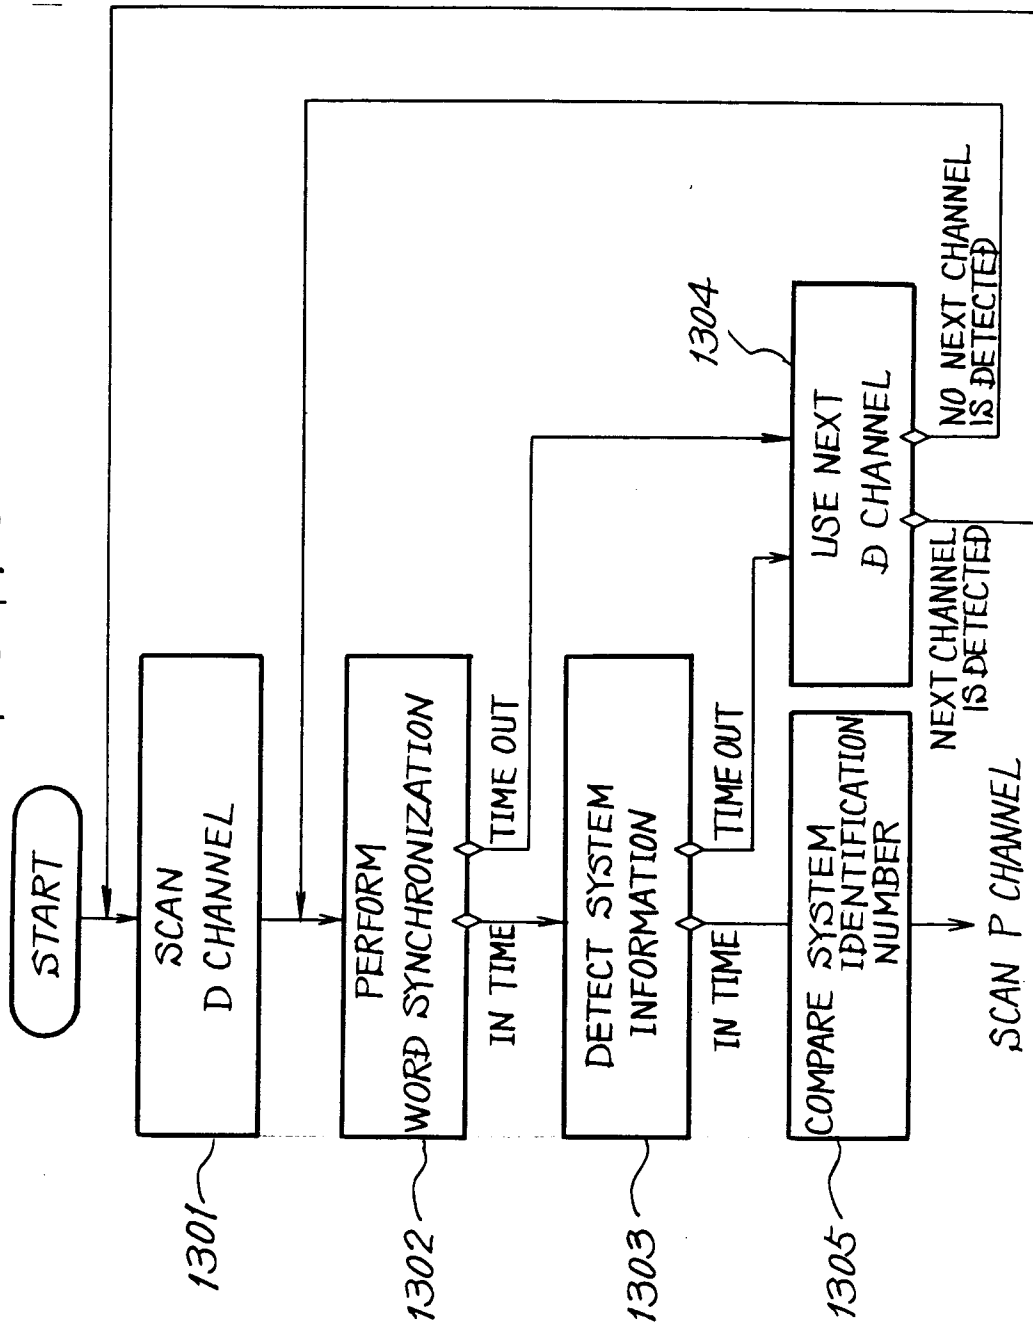 START
SCAN
D CHANNEL
1301
PERFORM
WORD SYNCHRONIZATION
1302
IN TIME
TIME OUT
DETECT SYSTEM
INFORMATION
1303
IN TIME
TIME OUT
USE NEXT
D CHANNEL
1304
COMPARE SYSTEM
IDENTIFICATION
NUMBER
1305
NEXT CHANNEL
IS DETECTED
NO NEXT CHANNEL
IS DETECTED
SCAN P CHANNEL